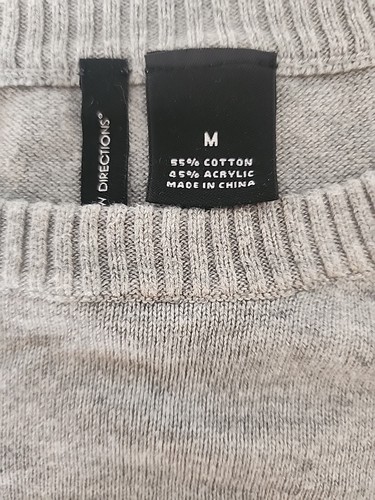 W DIRECTIONS®
M
55% COTTON
45% ACRYLIC
MADE IN CHINA